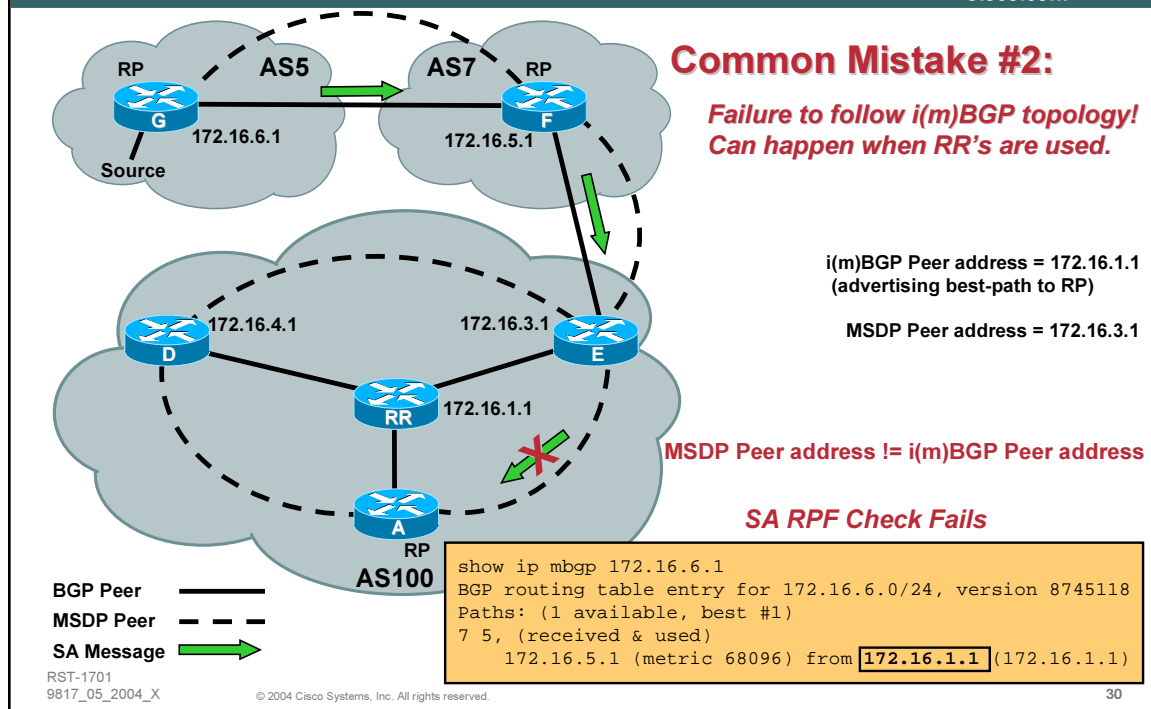 Common Mistake #2:
Failure to follow i(m)BGP topology!
Can happen when RR's are used.
RP
AS5
AS7
RP
G
F
172.16.6.1
172.16.5.1
Source
i(m)BGP Peer address = 172.16.1.1
(advertising best-path to RP)
MSDP Peer address = 172.16.3.1
172.16.4.1
172.16.3.1
D
E
172.16.1.1
RR
MSDP Peer address != i(m)BGP Peer address
SA RPF Check Fails
A
RP
AS100
show ip mbgp 172.16.6.1
BGP routing table entry for 172.16.6.0/24, version 8745118
Paths: (1 available, best #1)
7 5, (received & used)
172.16.5.1 (metric 68096) from 172.16.1.1 (172.16.1.1)
BGP Peer
MSDP Peer
SA Message
RST-1701
9817_05_2004_X
© 2004 Cisco Systems, Inc. All rights reserved.
30